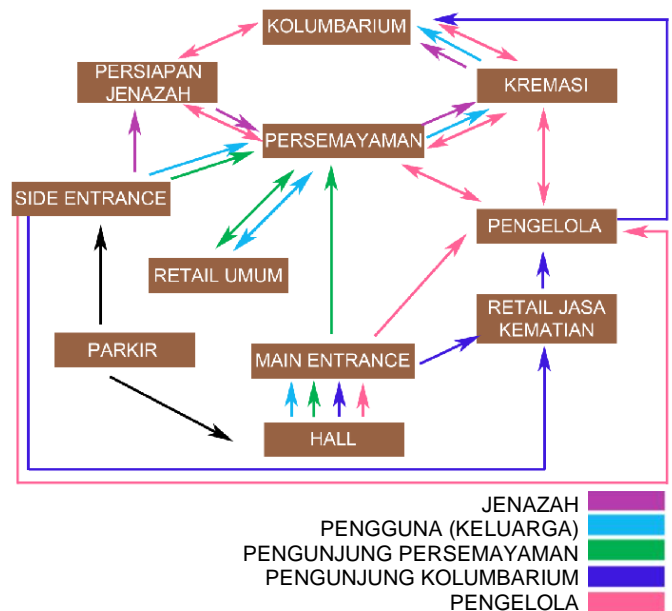 KOLUMBARIUM
PERSIAPAN
JENAZAH
KREMASI
PERSEMAYAMAN
SIDE ENTRANCE
PENGELOLA
RETAIL UMUM
RETAIL JASA
KEMATIAN
PARKIR
MAIN ENTRANCE
HALL
JENAZAH
PENGGUNA (KELUARGA)
PENGUNJUNG PERSEMAYAMAN
PENGUNJUNG KOLUMBARIUM
PENGELOLA